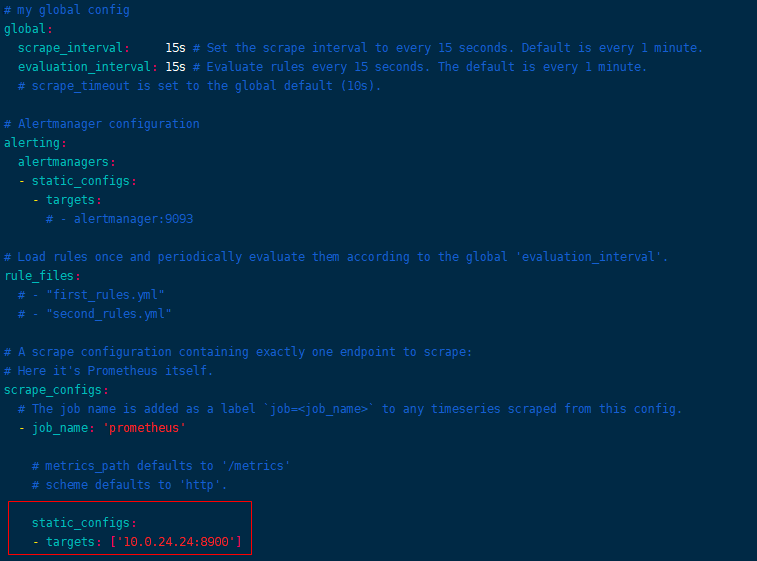 # my global config
global:
  scrape_interval:     15s # Set the scrape interval to every 15 seconds. Default is every 1 minute.
  evaluation_interval: 15s # Evaluate rules every 15 seconds. The default is every 1 minute.
  # scrape_timeout is set to the global default (10s).

# Alertmanager configuration
alerting:
  alertmanagers:
  - static_configs:
    - targets:
      # - alertmanager:9093

# Load rules once and periodically evaluate them according to the global 'evaluation_interval'.
rule_files:
  # - "first_rules.yml"
  # - "second_rules.yml"

# A scrape configuration containing exactly one endpoint to scrape:
# Here it's Prometheus itself.
scrape_configs:
  # The job name is added as a label `job=<job_name>` to any timeseries scraped from this config.
  - job_name: 'prometheus'

    # metrics_path defaults to '/metrics'
    # scheme defaults to 'http'.

    static_configs:
    - targets: ['10.0.24.24:8900']